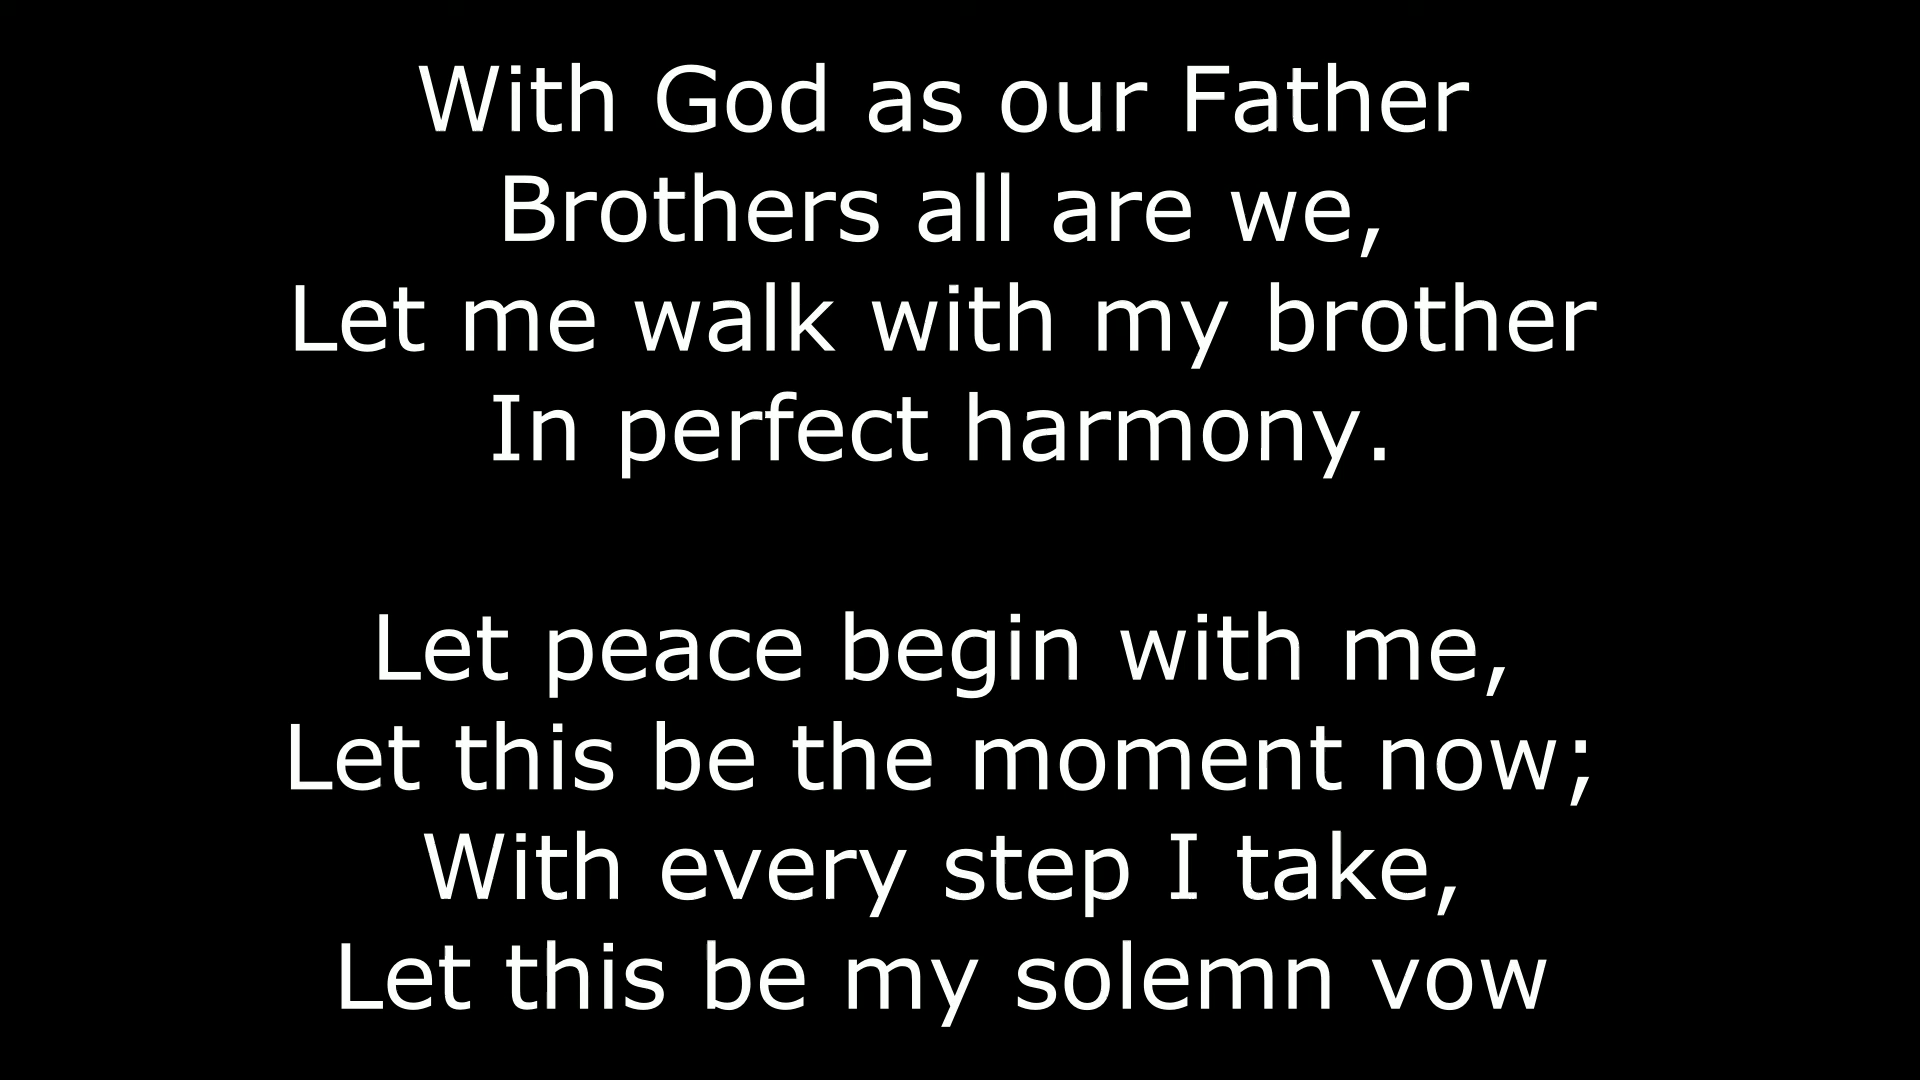 With God as our Father
Brothers all are we,
Let me walk with my brother
In perfect harmony.
Let peace begin with me,
Let this be the moment now;
With every step I take,
Let this be my solemn vow